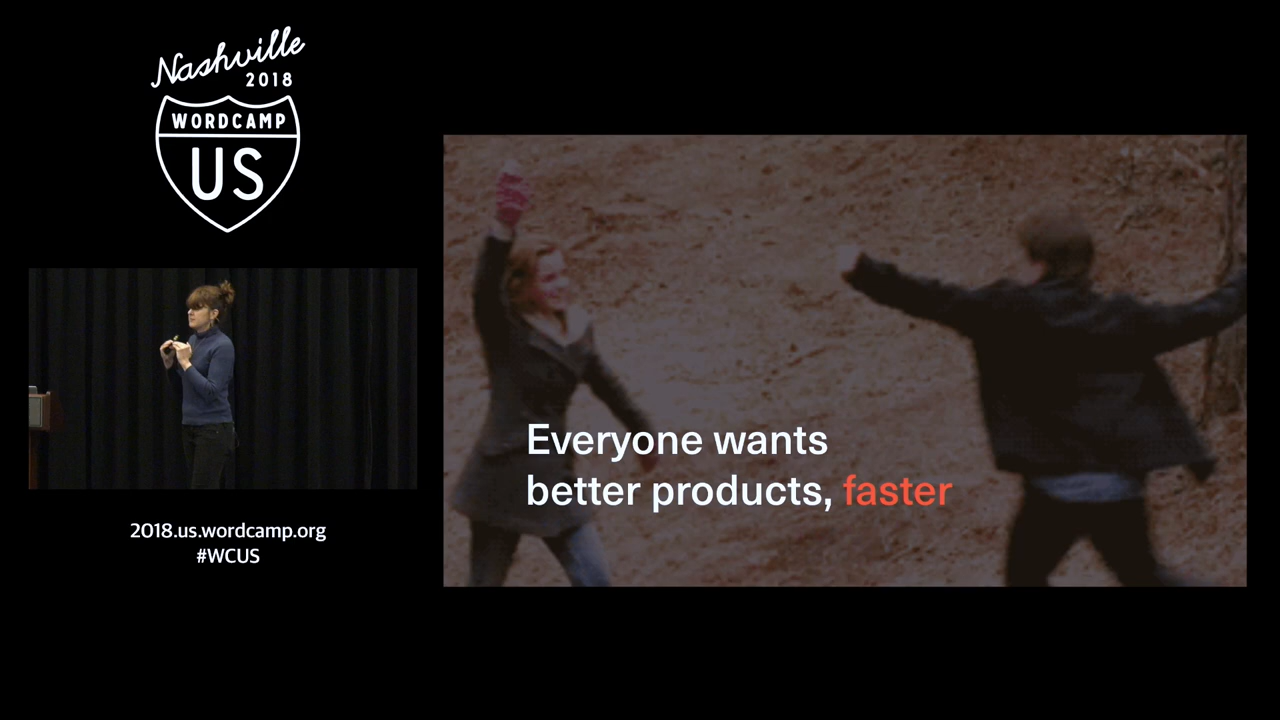 Nashville
2018
WORDCAMP
US
2018.us.wordcamp.org
#WCUS
Everyone wants
better products, faster